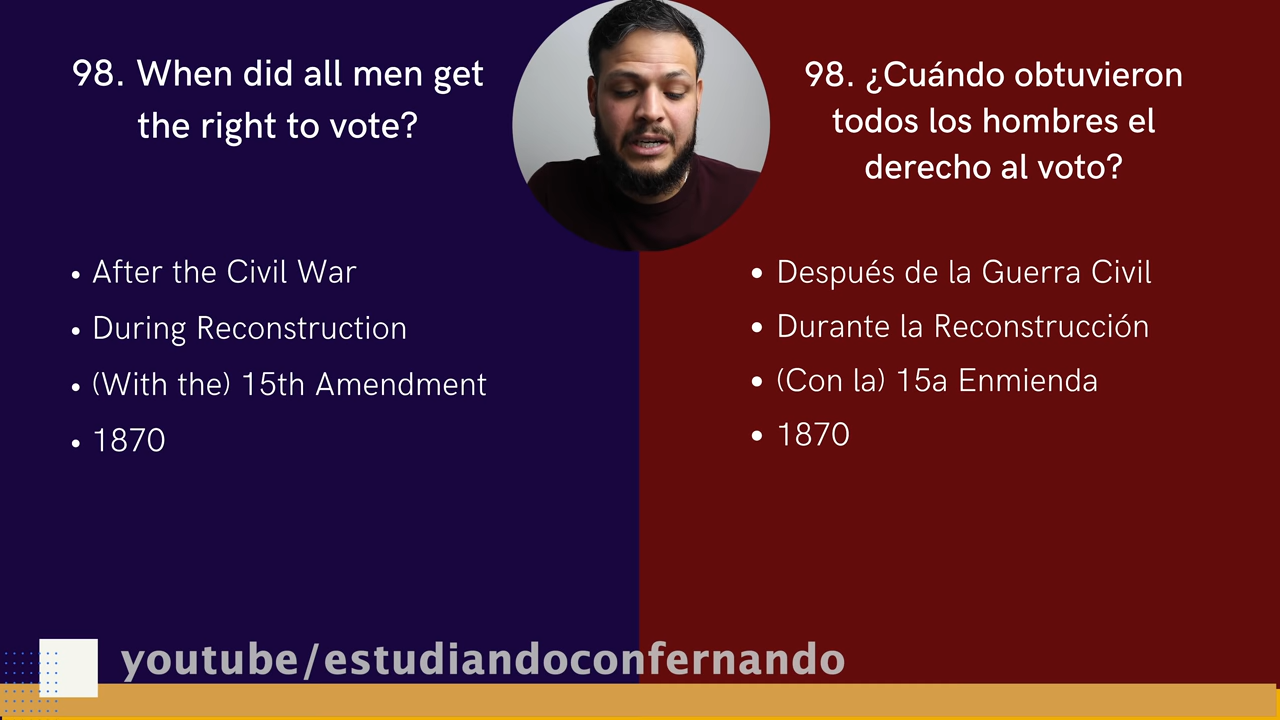 98. When did all men get
the right to vote?
• After the Civil War
• During Reconstruction
• (With the) 15th Amendment
• 1870
98. ¿Cuándo obtuvieron
todos los hombres el
derecho al voto?
• Después de la Guerra Civil
• Durante la Reconstrucción
• (Con la) 15a Enmienda
• 1870
youtube/estudiandoconfernando